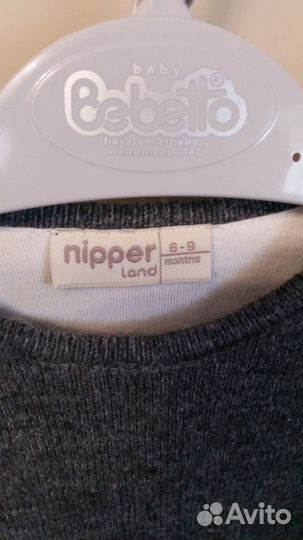 baby
Bebetto®
hayata merhaba...
welcome to life...
nipper
land
6-9
months
Avito